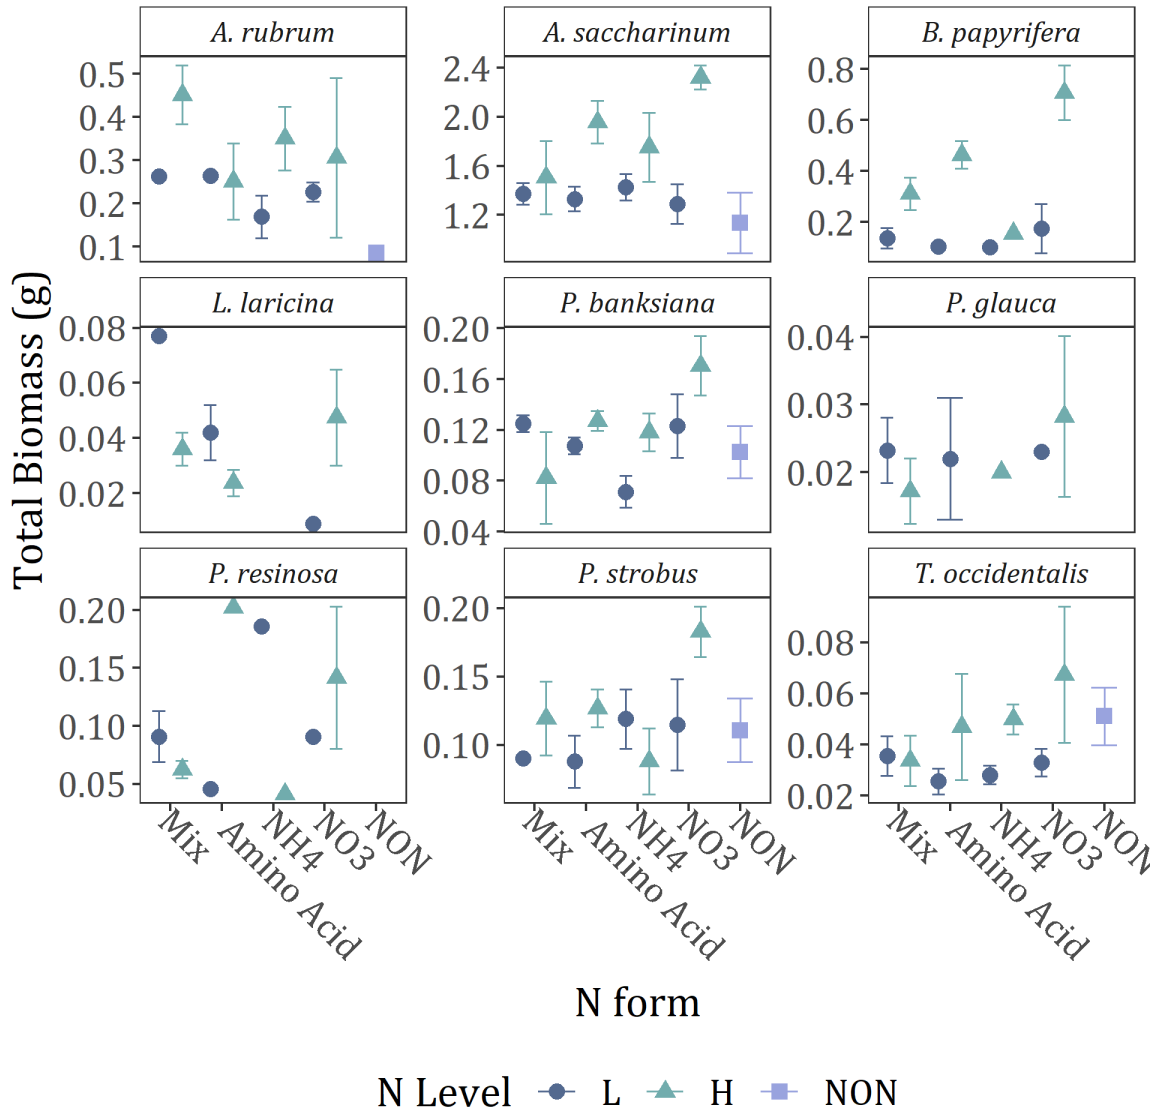 A. rubrum
A. saccharinum
B. papyrifera
0.5
0.4
0.3
0.2
0.1
2.4
2.0
1.6
1.2
0.8
0.6
0.4
0.2
L. laricina
P. banksiana
P. glauca
0.08
0.06
0.04
0.02
0.20
0.16
0.12
0.08
0.04
0.04
0.03
0.02
P. resinosa
P. strobus
T. occidentalis
0.20
0.15
0.10
0.05
0.20
0.15
0.10
0.08
0.06
0.04
0.02
Total Biomass (g)
Mix
Amino Acid
NH4
NO3
NON
Mix
Amino Acid
NH4
NO3
NON
Mix
Amino Acid
NH4
NO3
NON
N form
N Level L H NON